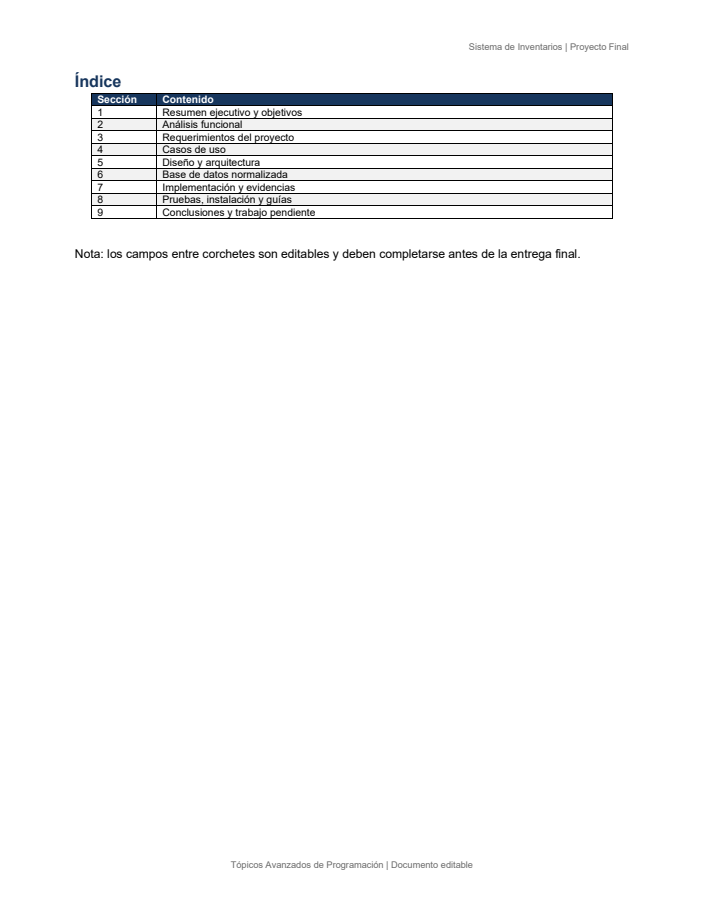 Sistema de Inventarios | Proyecto Final
Índice
Sección Contenido
1 Resumen ejecutivo y objetivos
2 Análisis funcional
3 Requerimientos del proyecto
4 Casos de uso
5 Diseño y arquitectura
6 Base de datos normalizada
7 Implementación y evidencias
8 Pruebas, instalación y guías
9 Conclusiones y trabajo pendiente
Nota: los campos entre corchetes son editables y deben completarse antes de la entrega final.
Tópicos Avanzados de Programación | Documento editable